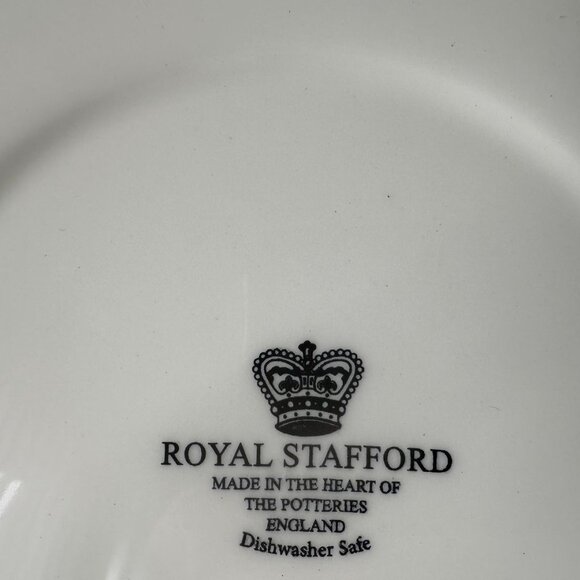 ROYAL STAFFORD
MADE IN THE HEART OF
THE POTTERIES
ENGLAND
Dishwasher Safe